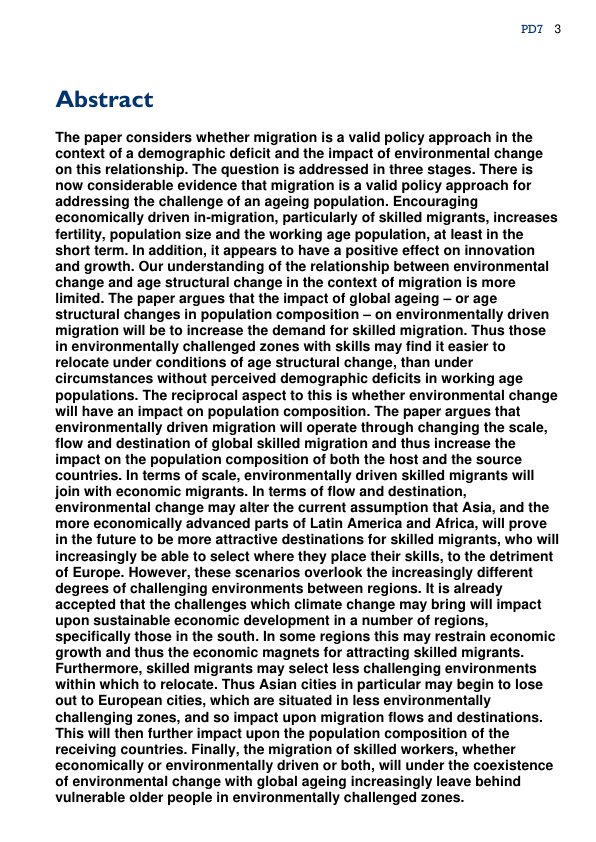 PD7 3
Abstract
The paper considers whether migration is a valid policy approach in the
context of a demographic deficit and the impact of environmental change
on this relationship. The question is addressed in three stages. There is
now considerable evidence that migration is a valid policy approach for
addressing the challenge of an ageing population. Encouraging
economically driven in-migration, particularly of skilled migrants, increases
fertility, population size and the working age population, at least in the
short term. In addition, it appears to have a positive effect on innovation
and growth. Our understanding of the relationship between environmental
change and age structural change in the context of migration is more
limited. The paper argues that the impact of global ageing – or age
structural changes in population composition – on environmentally driven
migration will be to increase the demand for skilled migration. Thus those
in environmentally challenged zones with skills may find it easier to
relocate under conditions of age structural change, than under
circumstances without perceived demographic deficits in working age
populations. The reciprocal aspect to this is whether environmental change
will have an impact on population composition. The paper argues that
environmentally driven migration will operate through changing the scale,
flow and destination of global skilled migration and thus increase the
impact on the population composition of both the host and the source
countries. In terms of scale, environmentally driven skilled migrants will
join with economic migrants. In terms of flow and destination,
environmental change may alter the current assumption that Asia, and the
more economically advanced parts of Latin America and Africa, will prove
in the future to be more attractive destinations for skilled migrants, who will
increasingly be able to select where they place their skills, to the detriment
of Europe. However, these scenarios overlook the increasingly different
degrees of challenging environments between regions. It is already
accepted that the challenges which climate change may bring will impact
upon sustainable economic development in a number of regions,
specifically those in the south. In some regions this may restrain economic
growth and thus the economic magnets for attracting skilled migrants.
Furthermore, skilled migrants may select less challenging environments
within which to relocate. Thus Asian cities in particular may begin to lose
out to European cities, which are situated in less environmentally
challenging zones, and so impact upon migration flows and destinations.
This will then further impact upon the population composition of the
receiving countries. Finally, the migration of skilled workers, whether
economically or environmentally driven or both, will under the coexistence
of environmental change with global ageing increasingly leave behind
vulnerable older people in environmentally challenged zones.